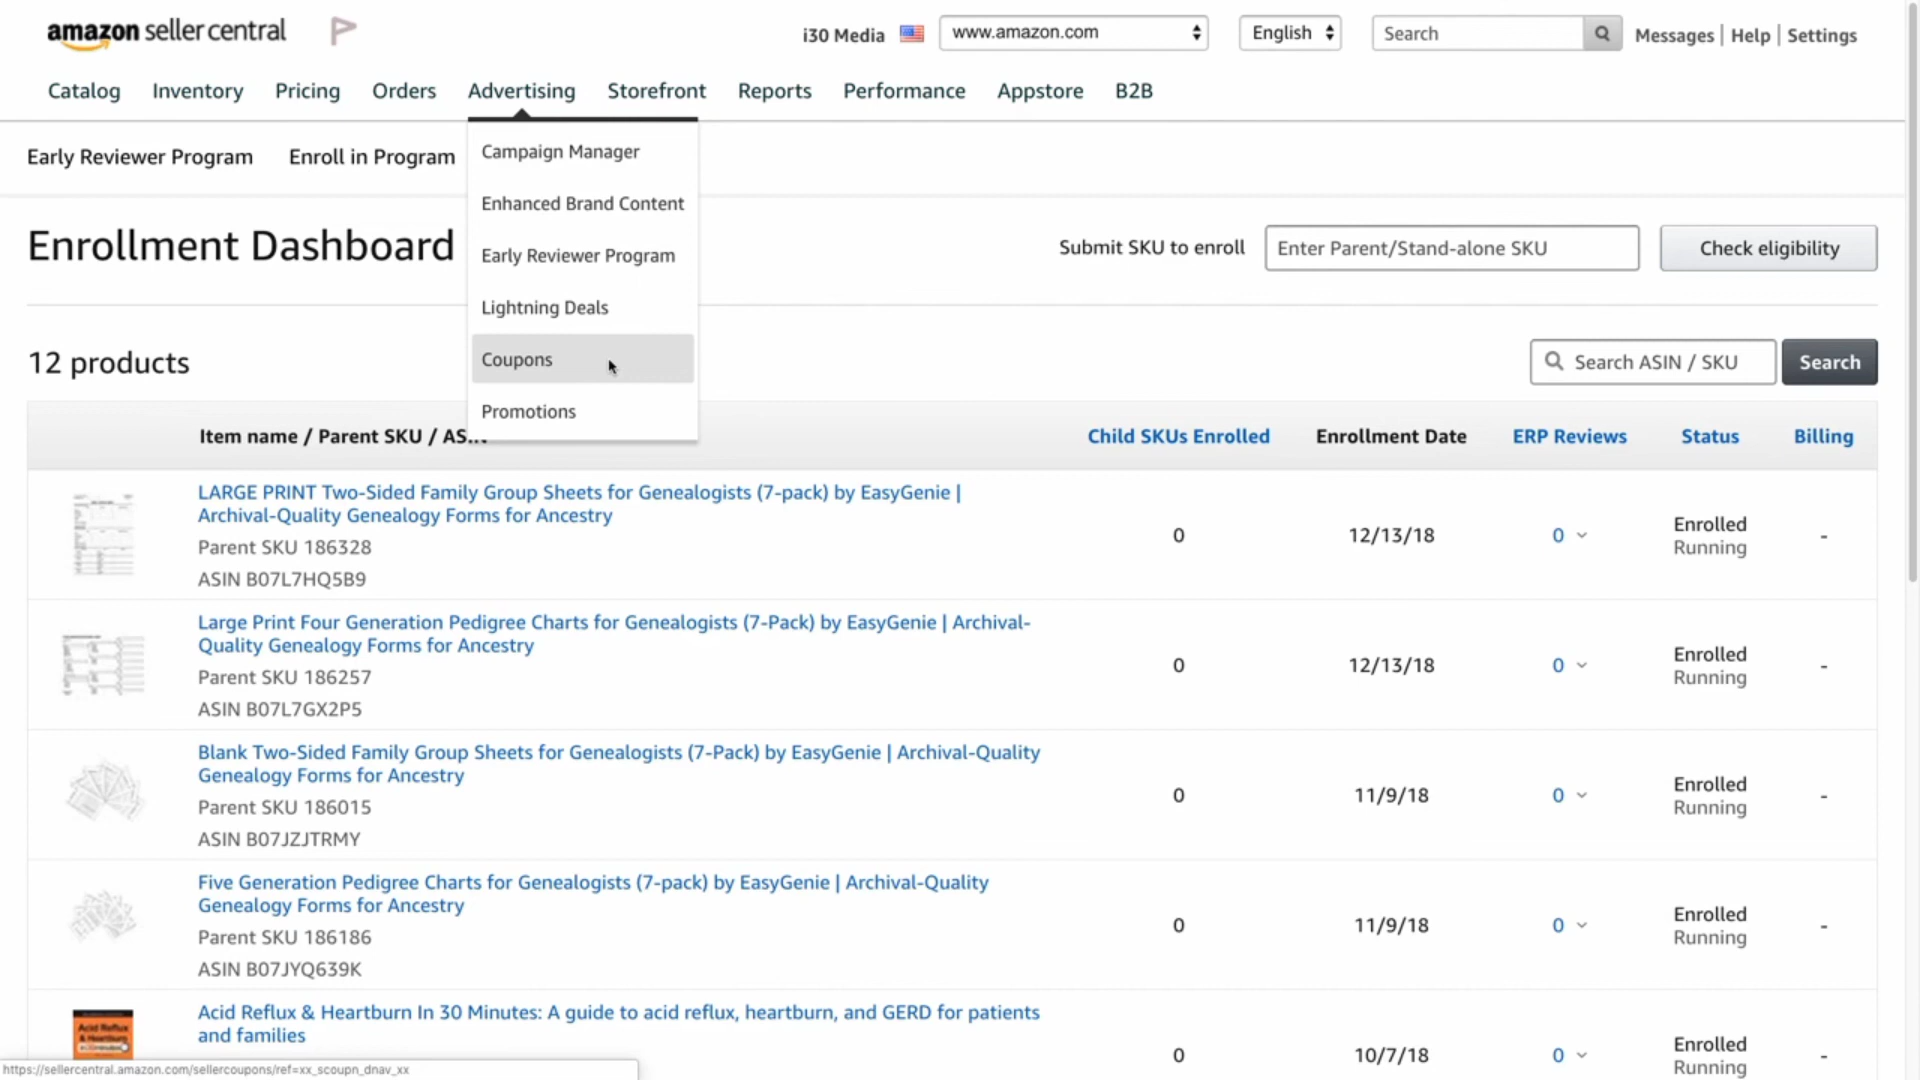 amazon seller central
i30 Media
www.amazon.com
English
Search
Messages | Help | Settings
Catalog
Inventory
Pricing
Orders
Advertising
Storefront
Reports
Performance
Appstore
B2B
Early Reviewer Program
Enroll in Program
Campaign Manager
Enhanced Brand Content
Early Reviewer Program
Lightning Deals
Coupons
Promotions
Enrollment Dashboard
Submit SKU to enroll
Enter Parent/Stand-alone SKU
Check eligibility
12 products
Search ASIN / SKU
Search
Item name / Parent SKU / ASIN
Child SKUs Enrolled
Enrollment Date
ERP Reviews
Status
Billing
LARGE PRINT Two-Sided Family Group Sheets for Genealogists (7-pack) by EasyGenie |
Archival-Quality Genealogy Forms for Ancestry
Parent SKU 186328
ASIN B07L7HQ5B9
0
12/13/18
0
Enrolled
Running
-
Large Print Four Generation Pedigree Charts for Genealogists (7-Pack) by EasyGenie | Archival-
Quality Genealogy Forms for Ancestry
Parent SKU 186257
ASIN B07L7GX2P5
0
12/13/18
0
Enrolled
Running
-
Blank Two-Sided Family Group Sheets for Genealogists (7-Pack) by EasyGenie | Archival-Quality
Genealogy Forms for Ancestry
Parent SKU 186015
ASIN B07JZJTRMY
0
11/9/18
0
Enrolled
Running
-
Five Generation Pedigree Charts for Genealogists (7-pack) by EasyGenie | Archival-Quality
Genealogy Forms for Ancestry
Parent SKU 186186
ASIN B07JYQ639K
0
11/9/18
0
Enrolled
Running
-
Acid Reflux
& Heartburn
Acid Reflux & Heartburn In 30 Minutes: A guide to acid reflux, heartburn, and GERD for patients
and families
0
10/7/18
0
Enrolled
Running
-
https://sellercentral.amazon.com/sellercoupons/ref=xx_scoupn_dnav_xx